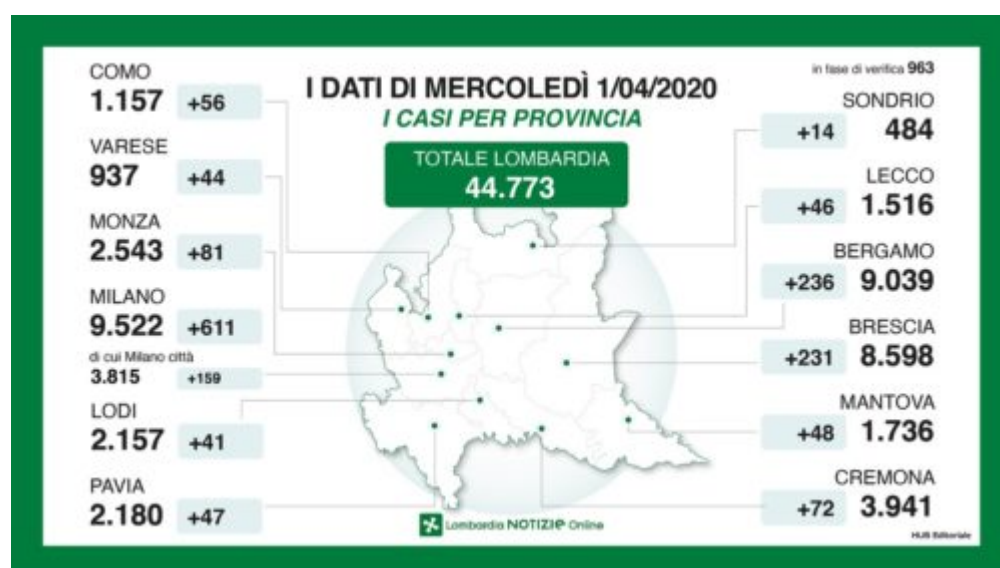 I DATI DI MERCOLEDÌ 1/04/2020
I CASI PER PROVINCIA
TOTALE LOMBARDIA
44.773
COMO
1.157 +56
VARESE
937 +44
MONZA
2.543 +81
MILANO
9.522 +611
di cui Milano città
3.815 +159
LODI
2.157 +41
PAVIA
2.180 +47
in fase di verifica 963
SONDRIO
+14 484
LECCO
+46 1.516
BERGAMO
+236 9.039
BRESCIA
+231 8.598
MANTOVA
+48 1.736
CREMONA
+72 3.941
Lombardia NOTIZIE Online
HUB Editoriale